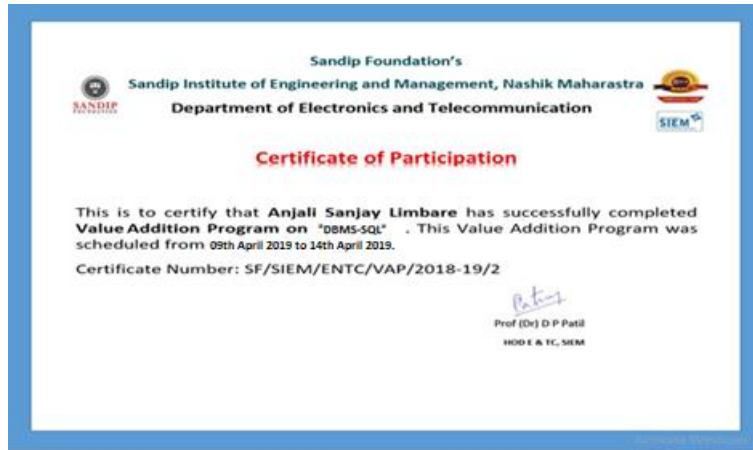 Sandip Foundation's
Sandip Institute of Engineering and Management, Nashik Maharastra
SANDIP
FOUNDATION
Department of Electronics and Telecommunication
SIEM
Certificate of Participation
This is to certify that Anjali Sanjay Limbare has successfully completed
Value Addition Program on "DBMS-SQL" . This Value Addition Program was
scheduled from 09th April 2019 to 14th April 2019.
Certificate Number: SF/SIEM/ENTC/VAP/2018-19/2
Prof (Dr) D P Patil
HOD E & TC, SIEM